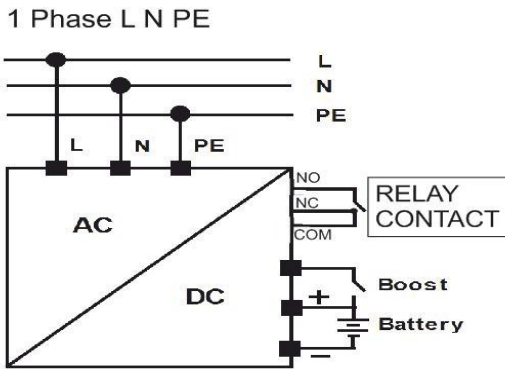 1 Phase L N PE
L
N
PE
L N PE
NO
NC
COM
RELAY
CONTACT
AC
DC
Boost
+
Battery
−